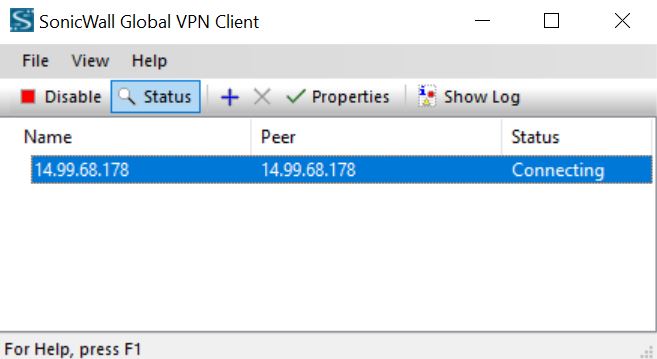 SonicWall Global VPN Client
File View Help
Disable Status Properties Show Log
Name Peer Status
14.99.68.178 14.99.68.178 Connecting
For Help, press F1